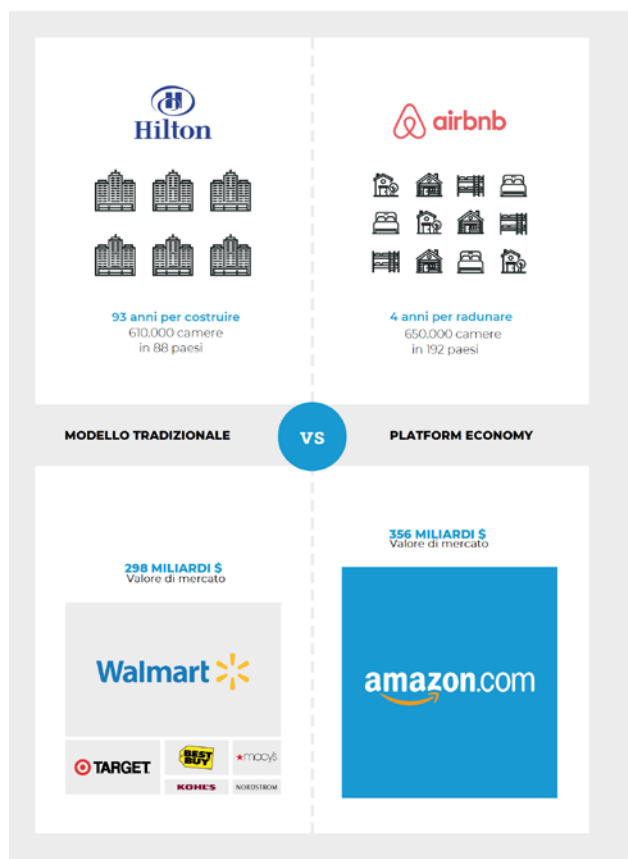 Hilton
airbnb
93 anni per costruire
610.000 camere
in 88 paesi
4 anni per radunare
650.000 camere
in 192 paesi
MODELLO TRADIZIONALE
VS
PLATFORM ECONOMY
298 MILIARDI $
Valore di mercato
356 MILIARDI $
Valore di mercato
Walmart
amazon.com
TARGET
BEST
BUY
macy's
KOHL'S
NORDSTROM